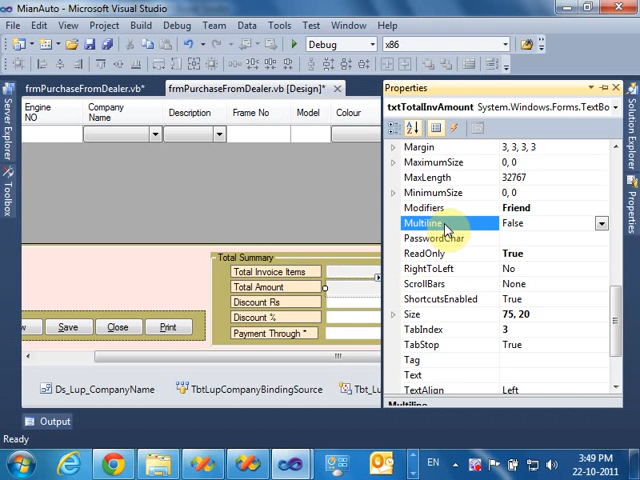 MianAuto - Microsoft Visual Studio
File Edit View Project Build Debug Team Data Tools Test Window Help
Debug x86
frmPurchaseFromDealer.vb* frmPurchaseFromDealer.vb [Design]* Properties
txtTotalInvAmount System.Windows.Forms.TextBo
Server Explorer
Toolbox
Solution Explorer
Properties
Engine NO Company Name Description Frame No Model Colour
Margin 3, 3, 3, 3
MaximumSize 0, 0
MaxLength 32767
MinimumSize 0, 0
Modifiers Friend
Multiline False
PasswordChar
ReadOnly True
RightToLeft No
ScrollBars None
ShortcutsEnabled True
Size 75, 20
TabIndex 3
TabStop True
Tag
Text
TextAlign Left
Multiline
Total Summary
Total Invoice Items
Total Amount
Discount Rs
Discount %
Payment Through *
w Save Close Print
Ds_Lup_CompanyName TbtLupCompanyBindingSource Tbt_Lu
Output
Ready
EN 3:49 PM
22-10-2011